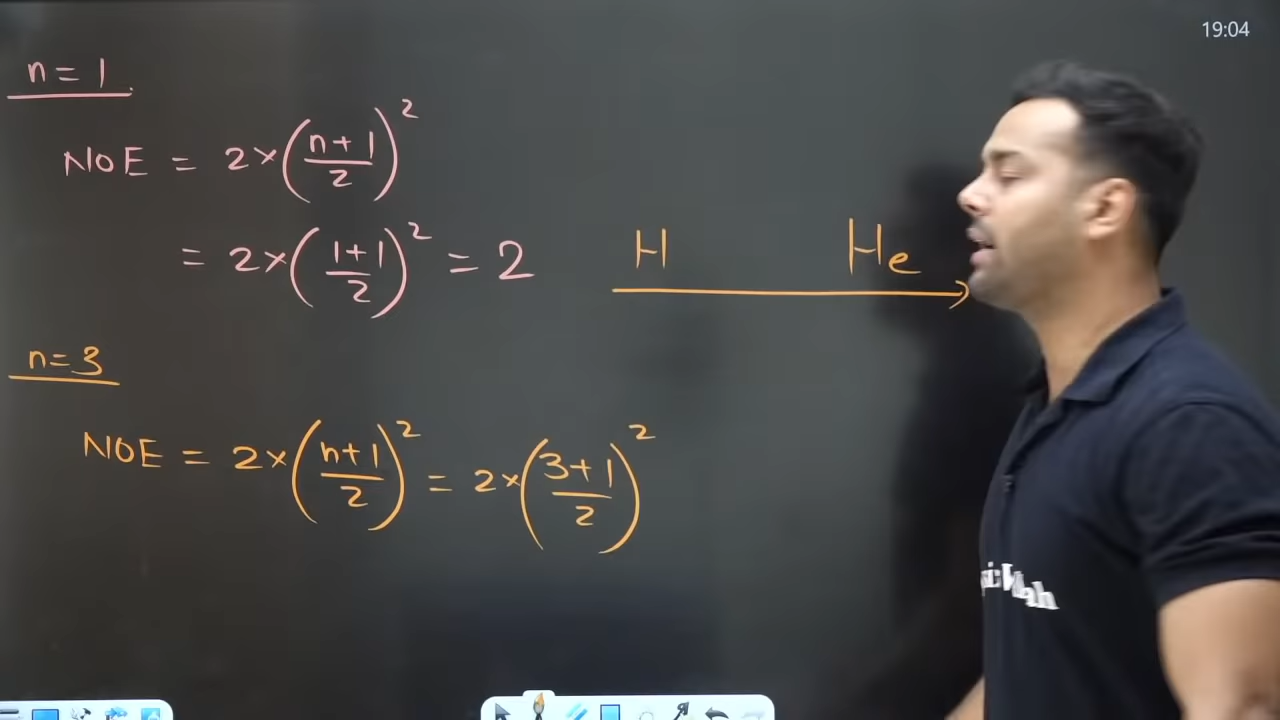 19:04
n = 1
NOE = 2×((n+1)/2)²
= 2×((1+1)/2)² = 2
H He
n=3
NOE = 2×((n+1)/2)² = 2×((3+1)/2)²